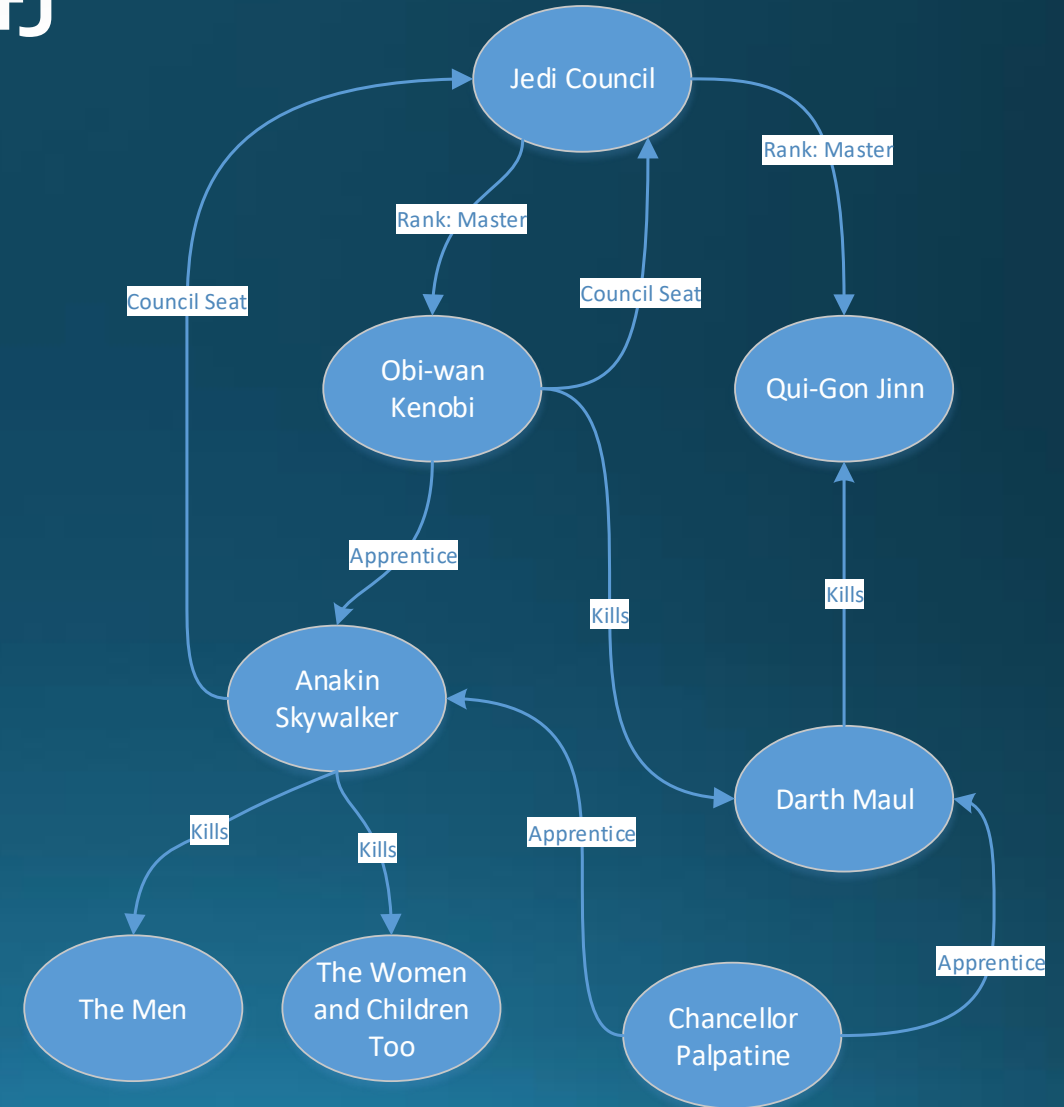 Jedi Council
Rank: Master
Rank: Master
Council Seat
Council Seat
Obi-wan
Kenobi
Qui-Gon Jinn
Apprentice
Kills
Kills
Anakin
Skywalker
Darth Maul
Kills
Kills
Apprentice
The Men
The Women
and Children
Too
Chancellor
Palpatine
Apprentice